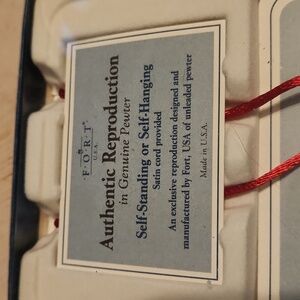 F·O·R·T
U.S.A.
Authentic Reproduction
in Genuine Pewter
Self-Standing or Self-Hanging
Satin cord provided
An exclusive reproduction designed and
manufactured by Fort, USA of unleaded pewter
Made in U.S.A.